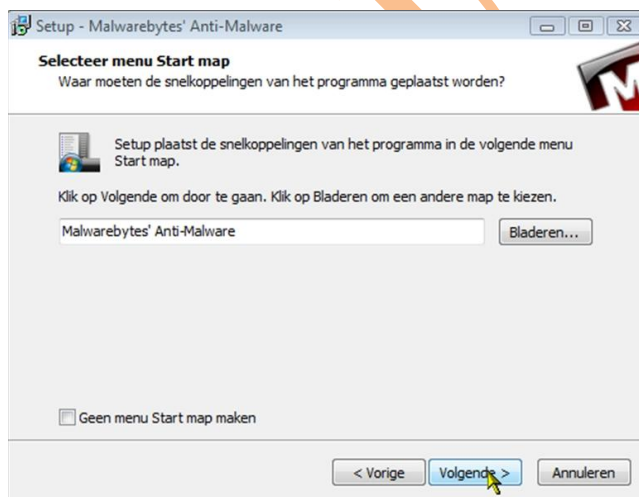 Setup - Malwarebytes' Anti-Malware
Selecteer menu Start map
Waar moeten de snelkoppelingen van het programma geplaatst worden?
Setup plaatst de snelkoppelingen van het programma in de volgende menu
Start map.
Klik op Volgende om door te gaan. Klik op Bladeren om een andere map te kiezen.
Malwarebytes' Anti-Malware
Bladeren...
Geen menu Start map maken
< Vorige
Volgende >
Annuleren